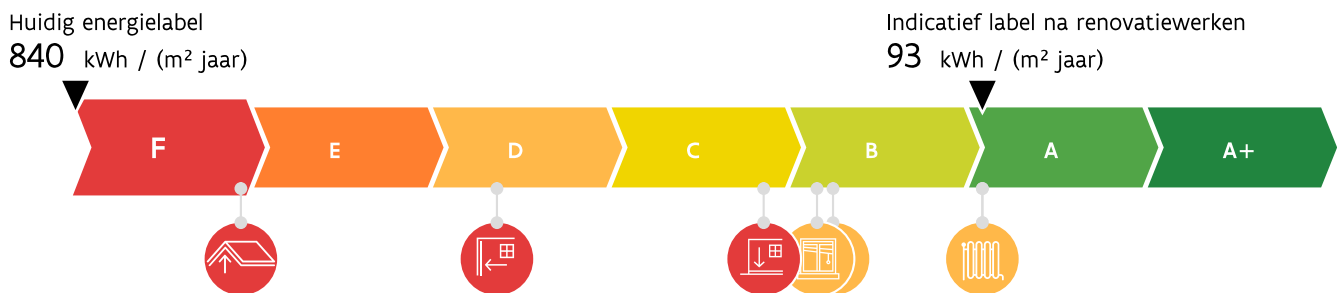 Huidig energielabel
840 kWh / (m² jaar)
Indicatief label na renovatiewerken
93 kWh / (m² jaar)
F E D C B A A+